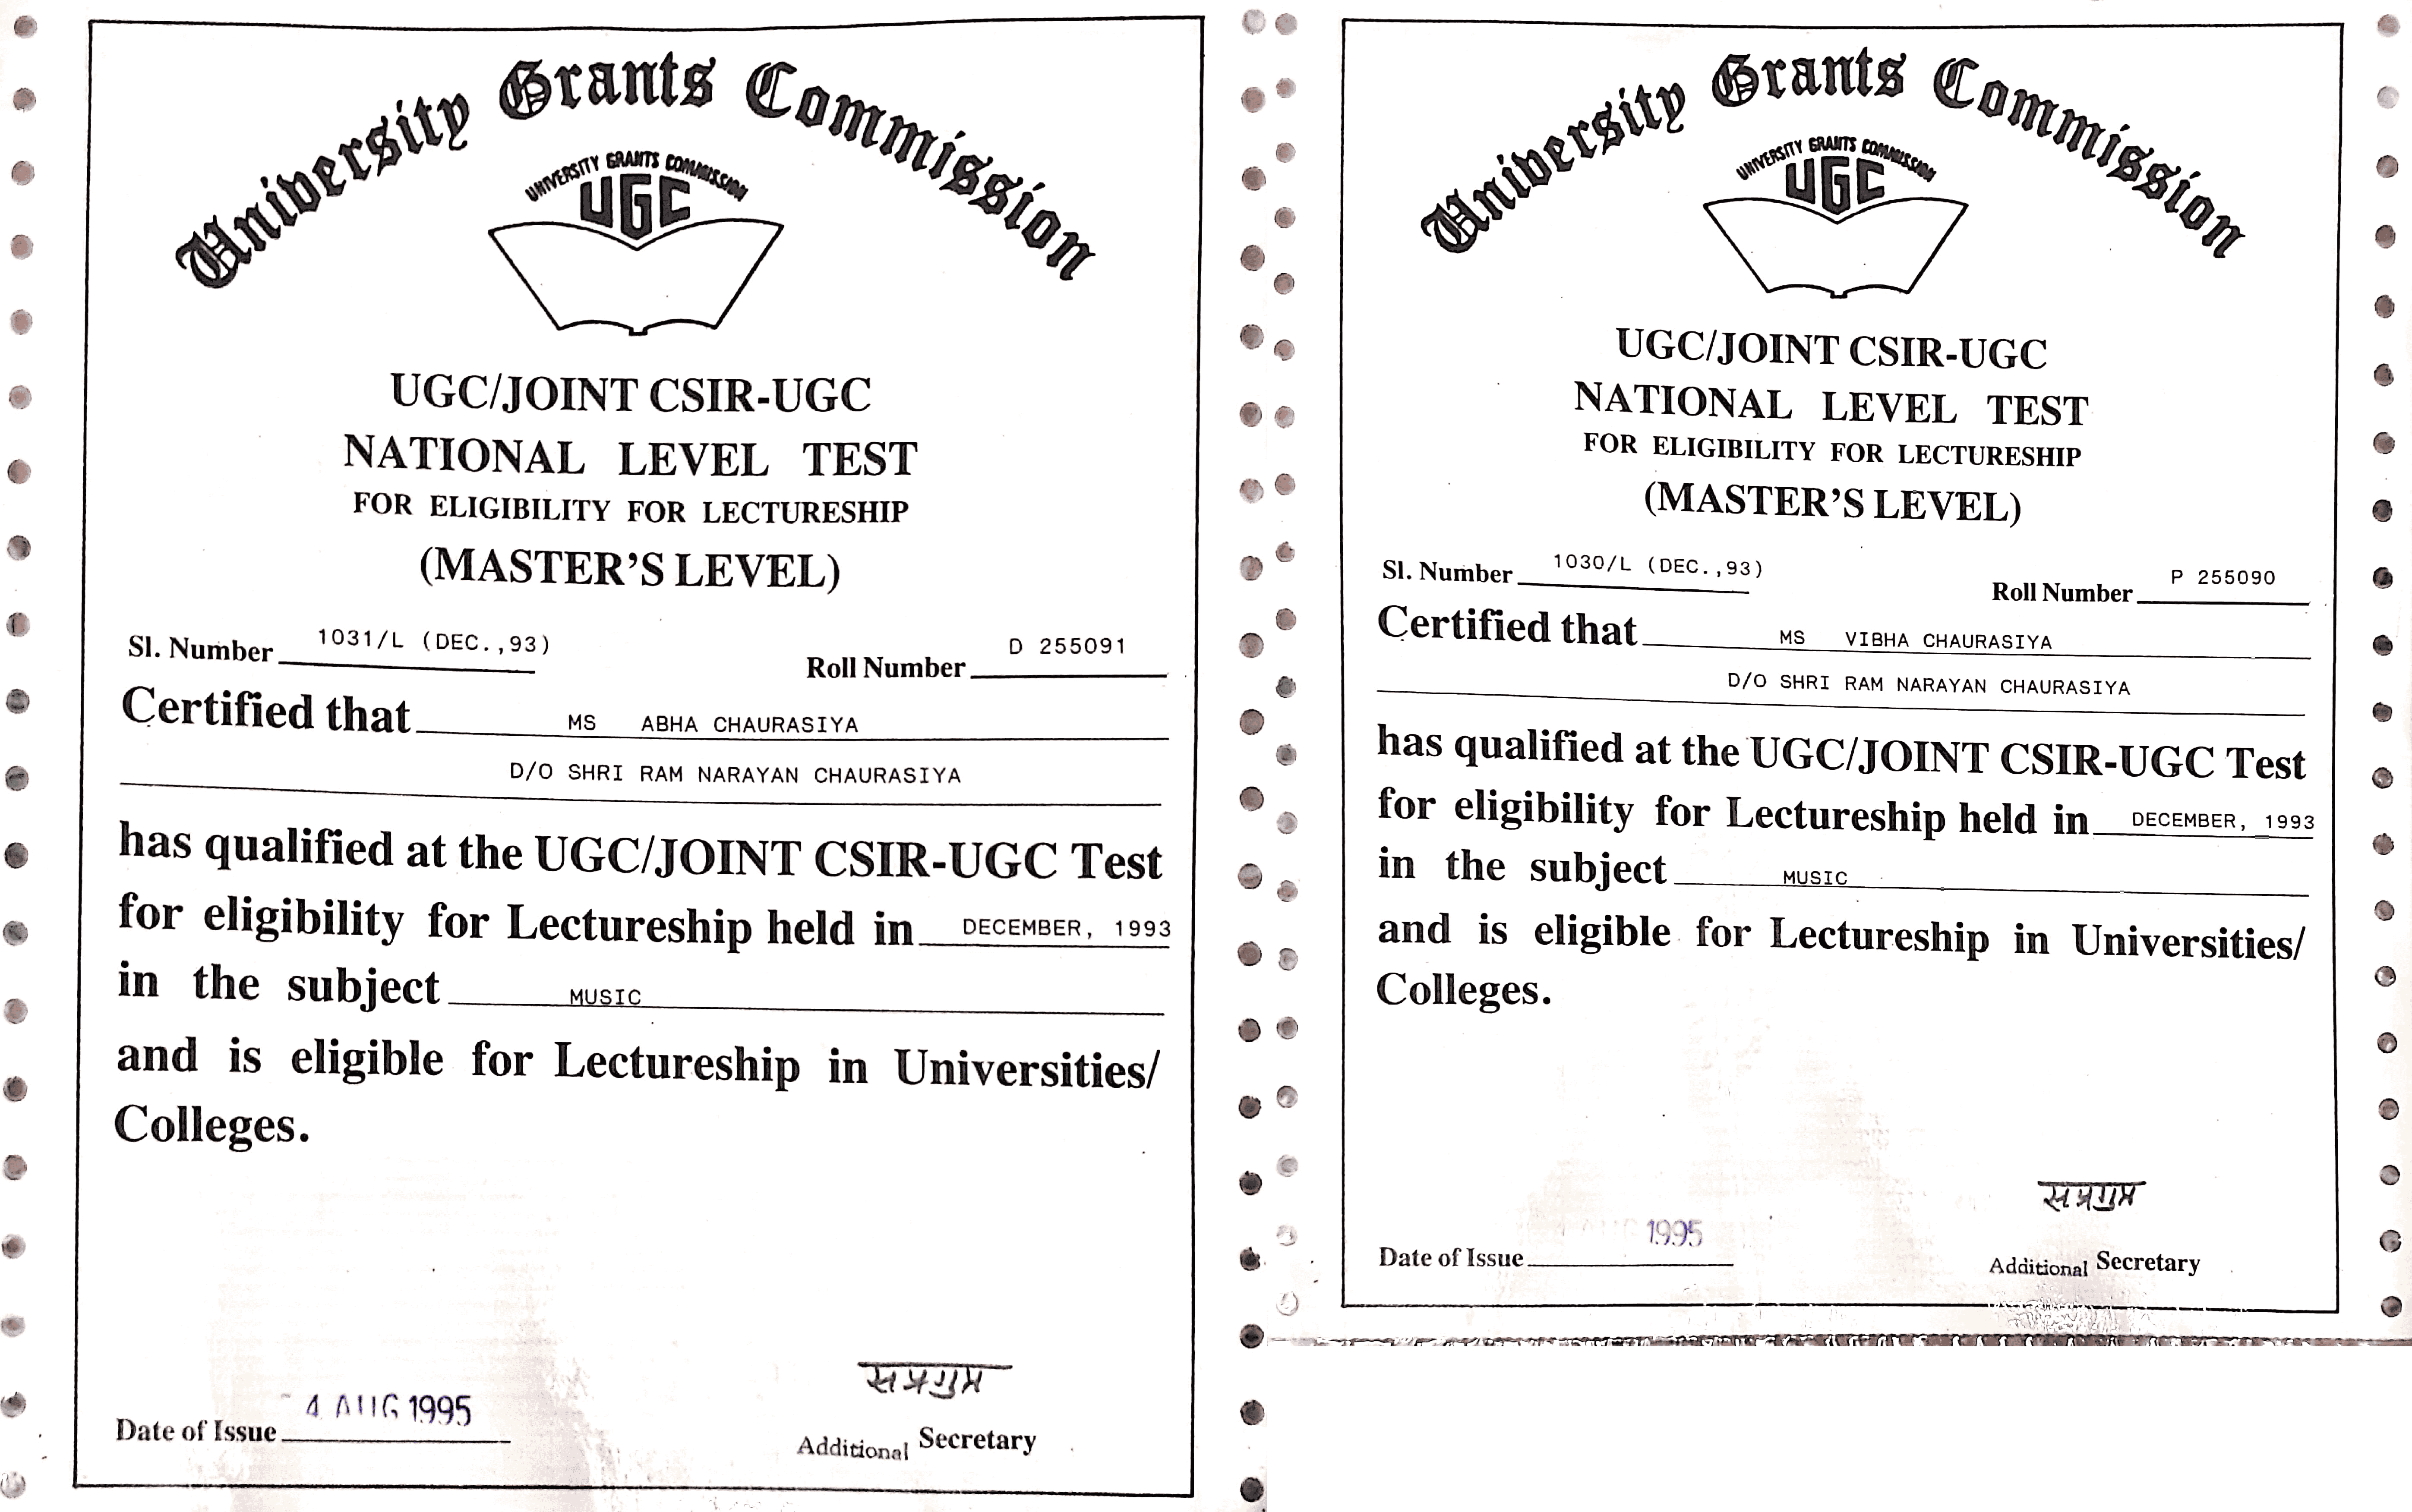 University Grants Commission
UNIVERSITY GRANTS COMMISSION
UGC
UGC/JOINT CSIR-UGC
NATIONAL LEVEL TEST
FOR ELIGIBILITY FOR LECTURESHIP
(MASTER'S LEVEL)
Sl. Number 1031/L (DEC.,93) Roll Number D 255091
Certified that MS ABHA CHAURASIYA
D/O SHRI RAM NARAYAN CHAURASIYA
has qualified at the UGC/JOINT CSIR-UGC Test
for eligibility for Lectureship held in DECEMBER, 1993
in the subject MUSIC
and is eligible for Lectureship in Universities/
Colleges.
Date of Issue 4 AUG 1995
Additional Secretary
University Grants Commission
UNIVERSITY GRANTS COMMISSION
UGC
UGC/JOINT CSIR-UGC
NATIONAL LEVEL TEST
FOR ELIGIBILITY FOR LECTURESHIP
(MASTER'S LEVEL)
Sl. Number 1030/L (DEC.,93) Roll Number P 255090
Certified that MS VIBHA CHAURASIYA
D/O SHRI RAM NARAYAN CHAURASIYA
has qualified at the UGC/JOINT CSIR-UGC Test
for eligibility for Lectureship held in DECEMBER, 1993
in the subject MUSIC
and is eligible for Lectureship in Universities/
Colleges.
Date of Issue 1995
Additional Secretary